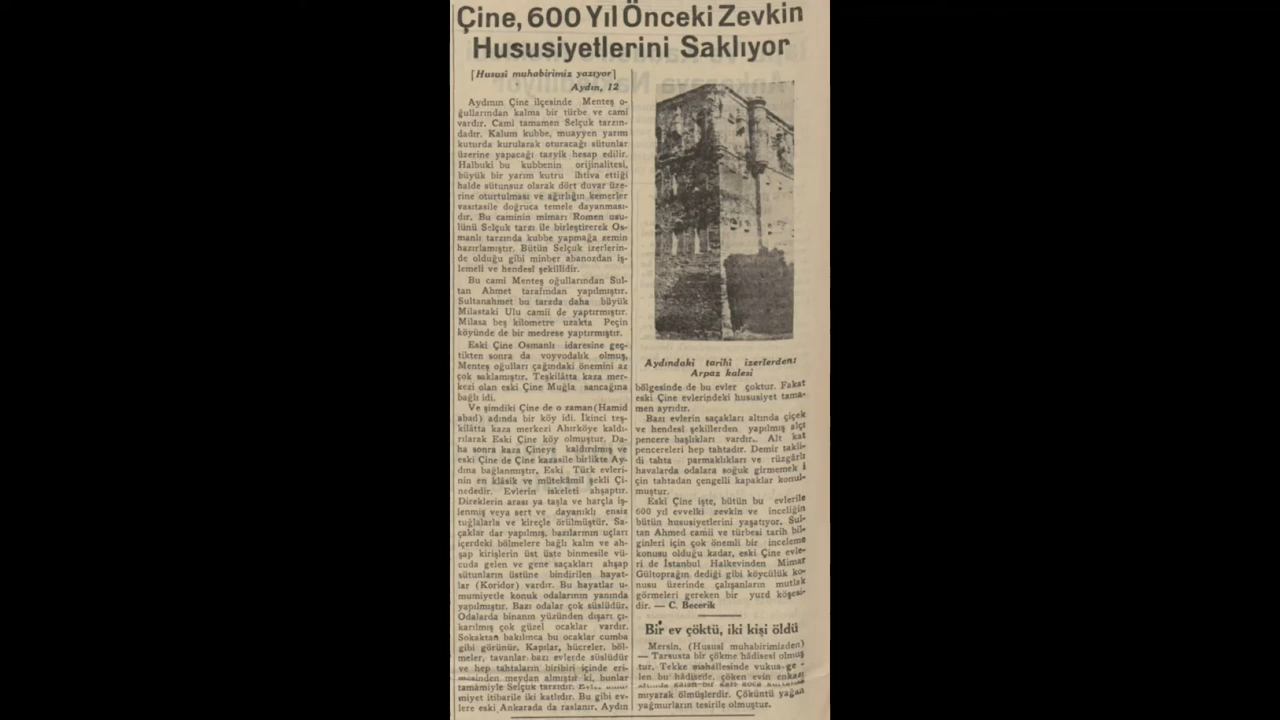 Çine, 600 Yıl Önceki Zevkin
Hususiyetlerini Saklıyor
[Hususî muhabirimiz yazıyor]
Aydın, 12
Aydının Çine ilçesinde Menteş o-
ğullarından kalma bir türbe ve cami
vardır. Cami tamamen Selçuk tarzın-
dadır. Kalum kubbe, muayyen yarım
kuturda kurularak oturacağı sütunlar
üzerine yapacağı tazyik hesap edilir.
Halbuki bu kubbenin orijinalitesi,
büyük bir yarım kutru ihtiva ettiği
halde sütunsuz olarak dört duvar üze-
rine oturtulması ve ağırlığın kemerler
vasıtasile doğruca temele dayanması-
dır. Bu caminin mimarı Romen usu-
lünü Selçuk tarzı ile birleştirerek Os-
manlı tarzında kubbe yapmağa zemin
hazırlamıştır. Bütün Selçuk izerlerin-
de olduğu gibi minber abanozdan iş-
lemeli ve hendesî şekillidir.
Bu cami Menteş oğullarından Sul-
tan Ahmet tarafından yapılmıştır.
Sultanahmet bu tarzda daha büyük
Milastaki Ulu camii de yaptırmıştır.
Milasa beş kilometre uzakta Peçin
köyünde de bir medrese yaptırmıştır.
Eski Çine Osmanlı idaresine geç-
tikten sonra da voyvodalık olmuş,
Menteş oğulları çağındaki önemini az
çok saklamıştır. Teşkilâtta kaza mer-
kezi olan eski Çine Muğla sancağına
bağlı idi.
Ve şimdiki Çine de o zaman (Hamid
abad) adında bir köy idi. İkinci teş-
kilâtta kaza merkezi Ahırköye kaldı-
rılarak Eski Çine köy olmuştur. Da-
ha sonra kaza Çineye kaldırılmış ve
eski Çine de Çine kazasile birlikte Ay-
dına bağlanmıştır. Eski Türk evleri-
nin en klâsik ve mütekâmil şekli Çi-
nededir. Evlerin iskeleti ahşaptır.
Direklerin arası ya taşla ve harçla iş-
lenmiş veya sert ve dayanıklı ensiz
tuğlalarla ve kireçle örülmüştür. Sa-
çaklar dar yapılmış, bazılarının uçları
içerdeki bölmelere bağlı kalın ve ah-
şap kirişlerin üst üste binmesile vü-
cuda gelen ve gene saçakları ahşap
sütunların üstüne bindirilen hayat-
lar (Koridor) vardır. Bu hayatlar u-
mumiyetle konuk odalarının yanında
yapılmıştır. Bazı odalar çok süslüdür.
Odalarda binanın yüzünden dışarı çı-
karılmış çok güzel ocaklar vardır.
Sokaktan bakılınca bu ocaklar cumba
gibi görünür. Kapılar, hücreler, böl-
meler, tavanlar bazı evlerde süslüdür
ve hep tahtaların biribiri içinde eri-
mesinden meydan almıştır ki, bunlar
tamâmiyle Selçuk tarzıdır.
miyet itibarile iki katlıdır. Bu gibi ev-
lere eski Ankarada da raslanır. Aydın
Aydındaki tarihî izerlerden:
Arpaz kalesi
bölgesinde de bu evler çoktur. Fakat
eski Çine evlerindeki hususiyet tama-
men ayrıdır.
Bazı evlerin saçakları altında çiçek
ve hendesî şekillerden yapılmış alçı
pencere başlıkları vardır.. Alt kat
pencereleri hep tahtadır. Demir takli-
di tahta parmaklıkları ve rüzgârlı
havalarda odalara soğuk girmemek i
çin tahtadan çengelli kapaklar konul-
muştur.
Eski Çine işte, bütün bu evlerile
600 yıl evvelki zevkin ve inceliğin
bütün hususiyetlerini yaşatıyor. Sul-
tan Ahmed camii ve türbesi tarih bil-
ginleri için çok önemli bir inceleme
konusu olduğu kadar, eski Çine evle-
ri de İstanbul Halkevinden Mimar
Gültoprağın dediği gibi köycülük ko-
nusu üzerinde çalışanların mutlak
görmeleri gereken bir yurd köşesi-
dir. — C. Becerik
Bir ev çöktü, iki kişi öldü
Mersin, (Hususî muhabirimizden)
— Tarsusta bir çökme hâdisesi olmuş
tur. Tekke mahallesinde vukua ge-
len bu hâdisede, çöken evin enkazı
altında kalan bir karı koca kurtarıla
mıyarak ölmüşlerdir. Çöküntü yağan
yağmurların tesirile olmuştur.